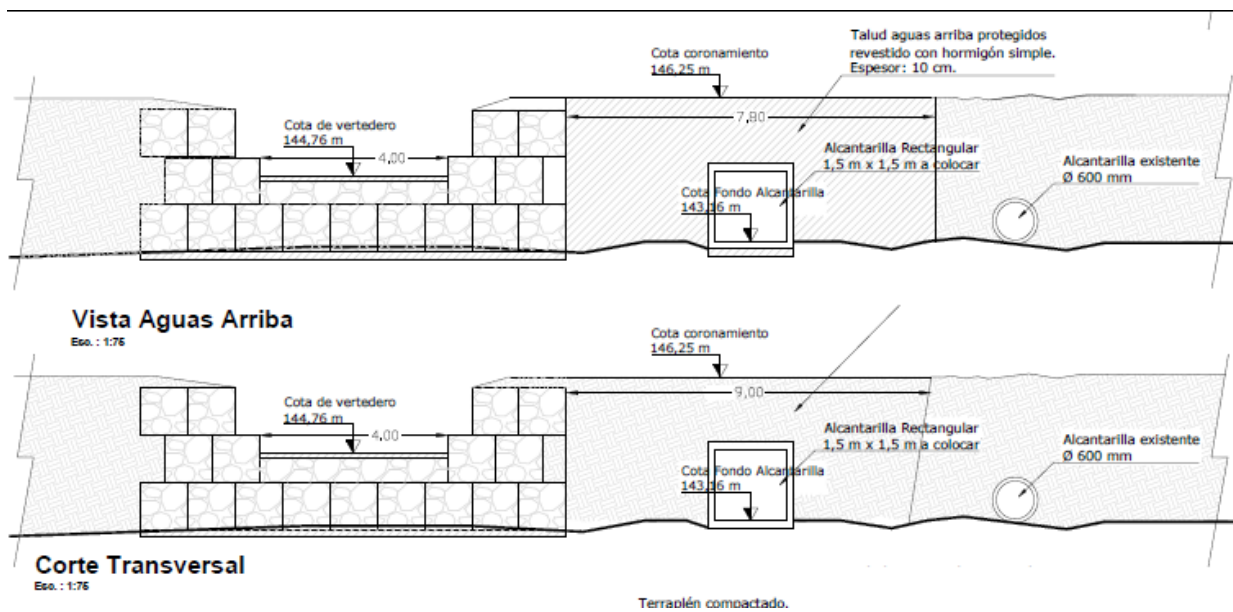 Talud aguas arriba protegidos
revestido con hormigón simple.
Espesor: 10 cm.
Cota coronamiento
146,25 m
7,80
Cota de vertedero
144,76 m
4,00
Alcantarilla Rectangular
1,5 m x 1,5 m a colocar
Alcantarilla existente
Ø 600 mm
Cota Fondo Alcantarilla
143,16 m
Vista Aguas Arriba
Esc. : 1:75
Cota coronamiento
146,25 m
9,00
Cota de vertedero
144,76 m
4,00
Alcantarilla Rectangular
1,5 m x 1,5 m a colocar
Alcantarilla existente
Ø 600 mm
Cota Fondo Alcantarilla
143,16 m
Corte Transversal
Esc. : 1:75
Terraplén compactado.